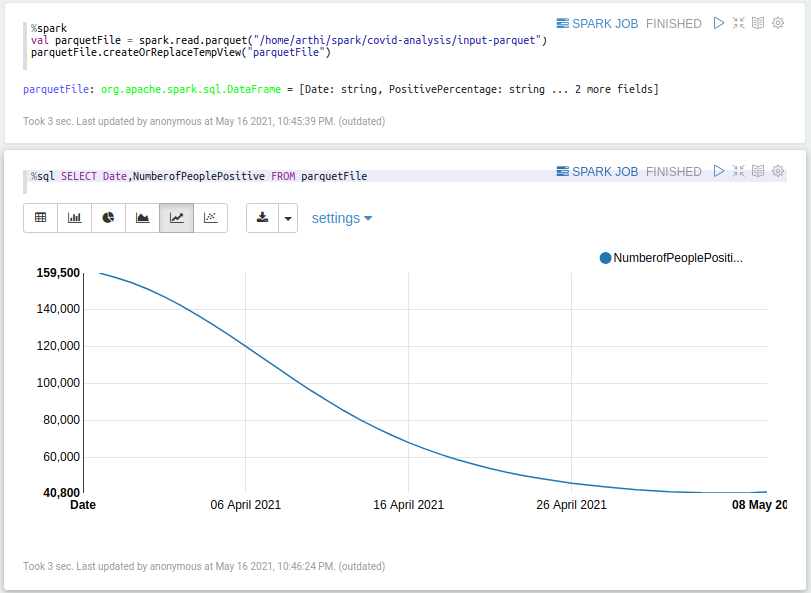 %spark
SPARK JOB FINISHED
val parquetFile = spark.read.parquet("/home/arthi/spark/covid-analysis/input-parquet")
parquetFile.createOrReplaceTempView("parquetFile")
parquetFile: org.apache.spark.sql.DataFrame = [Date: string, PositivePercentage: string ... 2 more fields]
Took 3 sec. Last updated by anonymous at May 16 2021, 10:45:39 PM. (outdated)
SPARK JOB FINISHED
%sql SELECT Date,NumberofPeoplePositive FROM parquetFile
settings
NumberofPeoplePositi...
159,500
140,000
120,000
100,000
80,000
60,000
40,800
Date 06 April 2021 16 April 2021 26 April 2021 08 May 20
Took 3 sec. Last updated by anonymous at May 16 2021, 10:46:24 PM. (outdated)